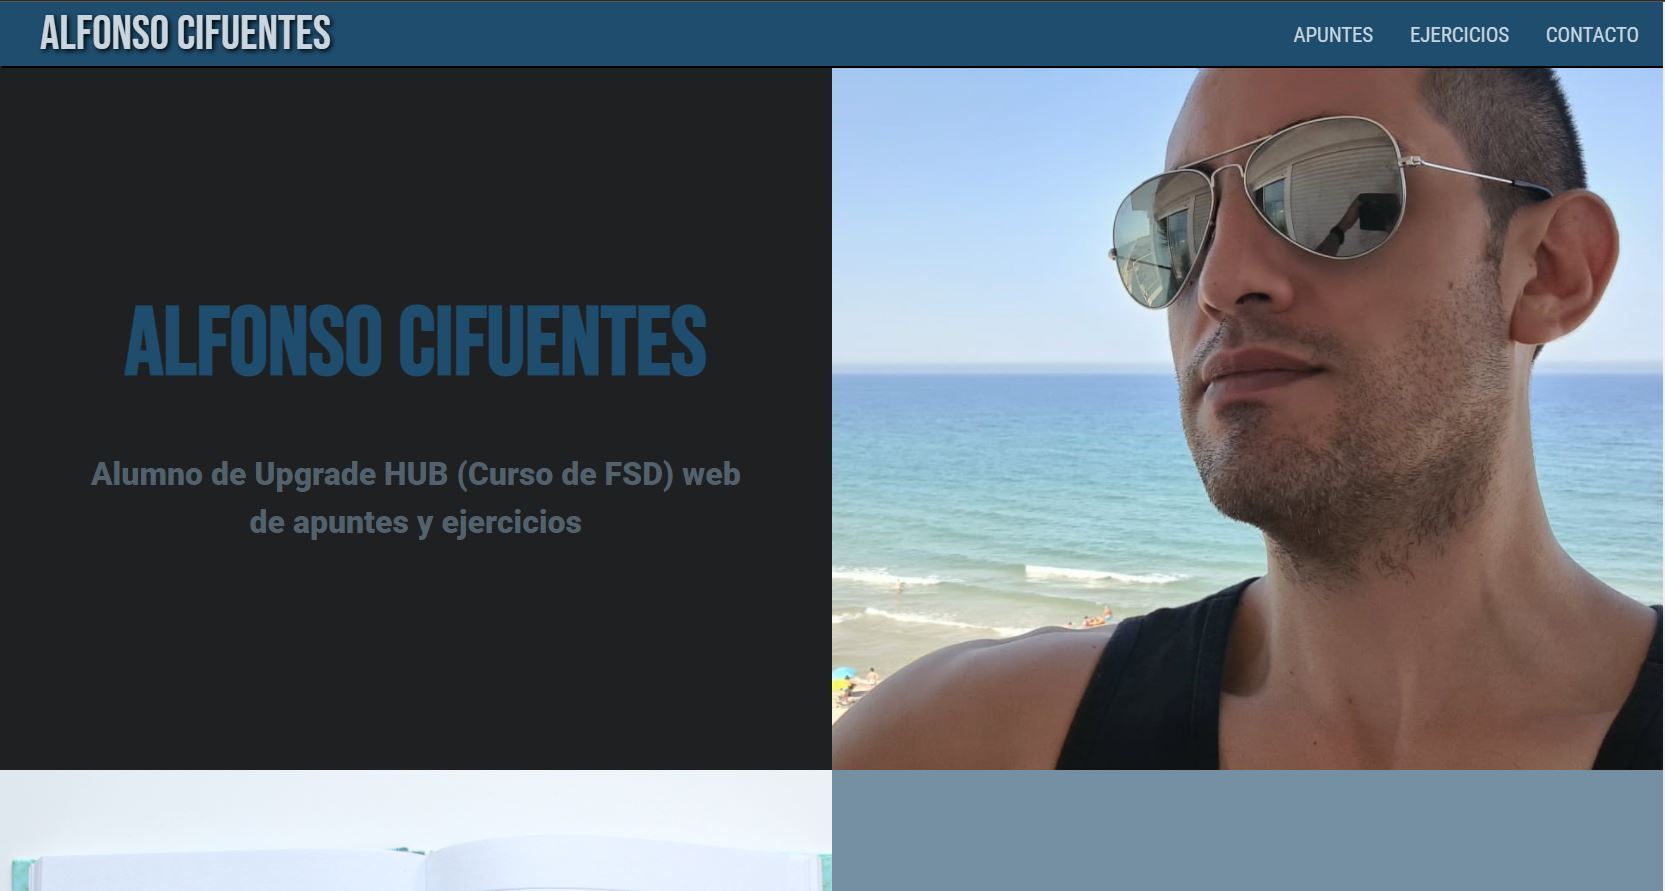 ALFONSO CIFUENTES
APUNTES EJERCICIOS CONTACTO
ALFONSO CIFUENTES
Alumno de Upgrade HUB (Curso de FSD) web
de apuntes y ejercicios